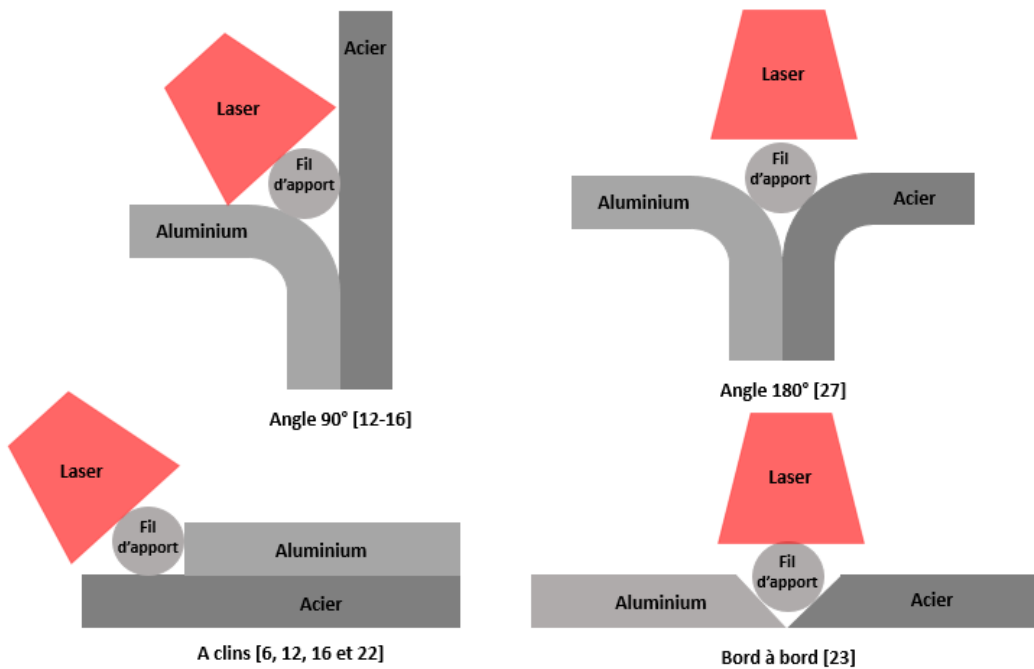 Acier
Laser
Fil
d'apport
Aluminium
Angle 90° [12-16]
Laser
Fil
d'apport
Aluminium
Acier
Angle 180° [27]
Laser
Fil
d'apport
Aluminium
Acier
A clins [6, 12, 16 et 22]
Laser
Fil
d'apport
Aluminium
Acier
Bord à bord [23]